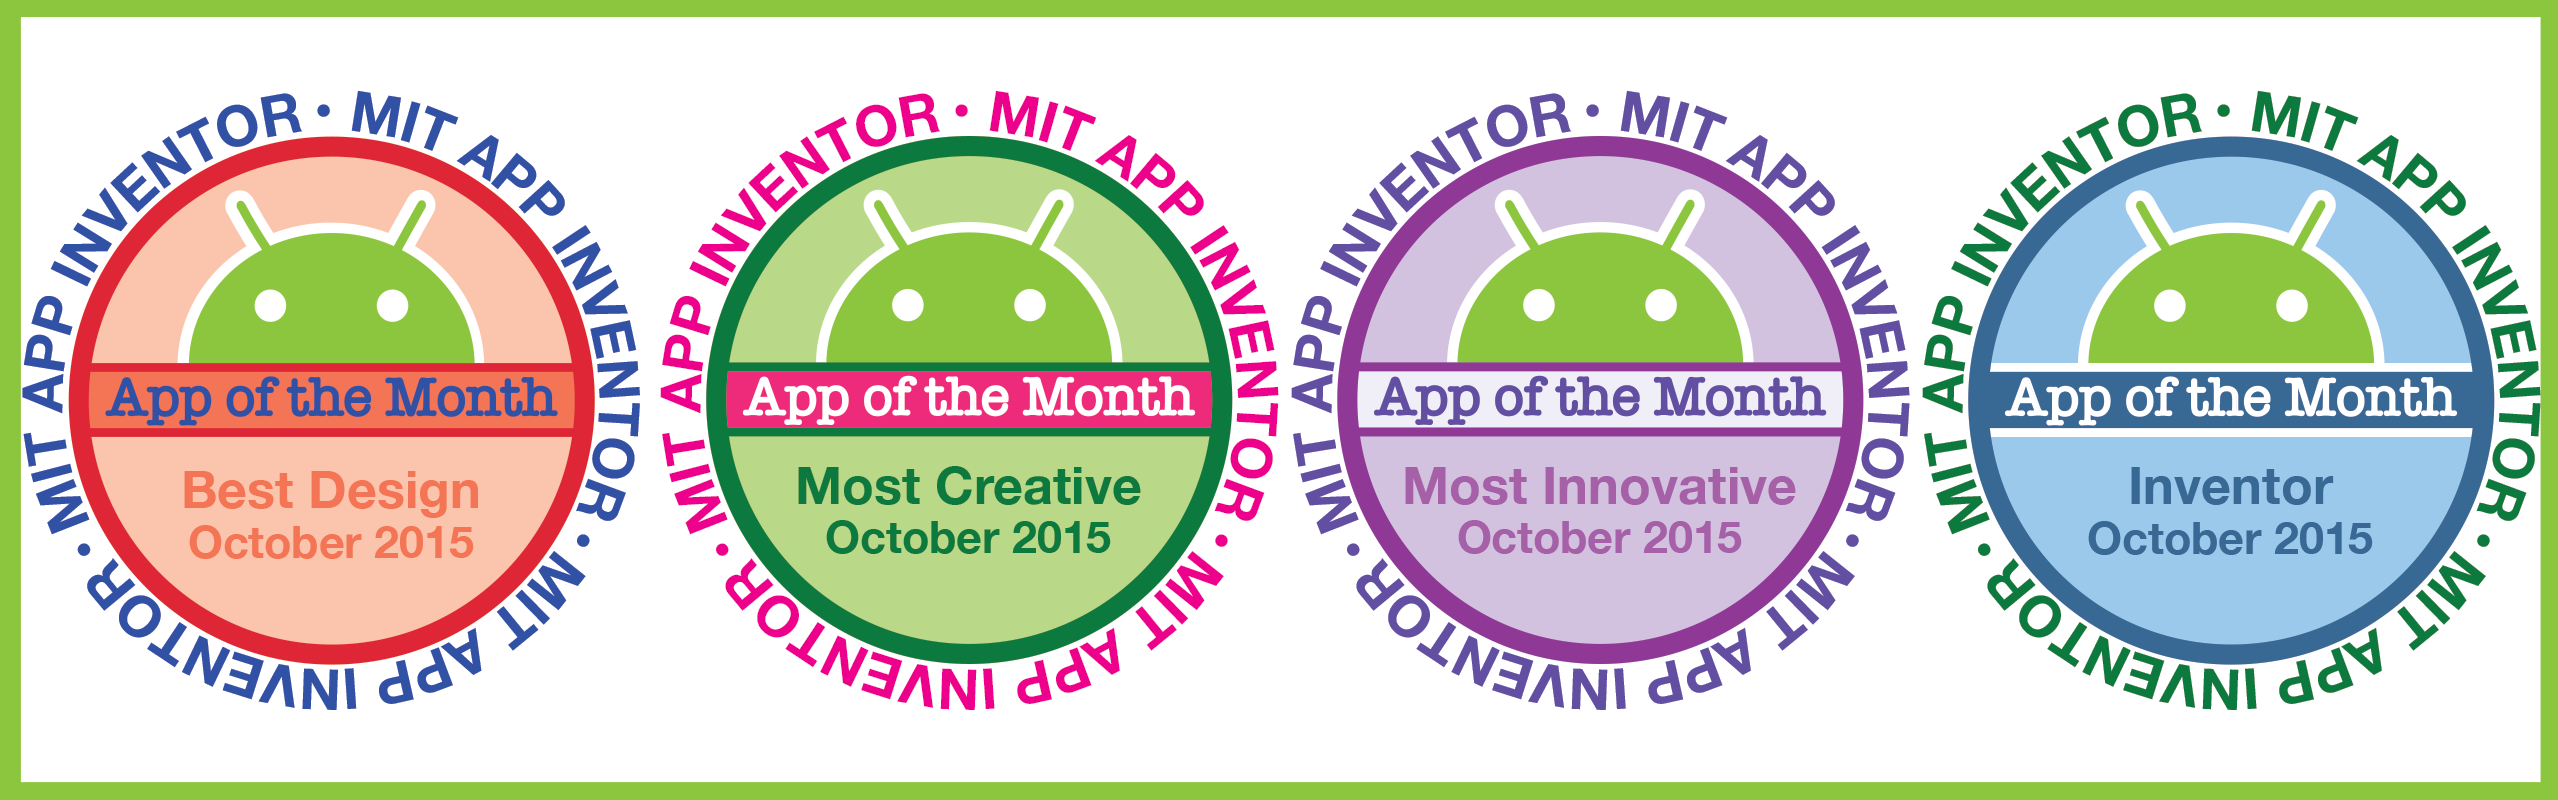 MIT APP INVENTOR • MIT APP INVENTOR • MIT APP INVENTOR •
App of the Month
Best Design
October 2015
MIT APP INVENTOR • MIT APP INVENTOR • MIT APP INVENTOR •
App of the Month
Most Creative
October 2015
MIT APP INVENTOR • MIT APP INVENTOR • MIT APP INVENTOR •
App of the Month
Most Innovative
October 2015
MIT APP INVENTOR • MIT APP INVENTOR • MIT APP INVENTOR •
App of the Month
Inventor
October 2015